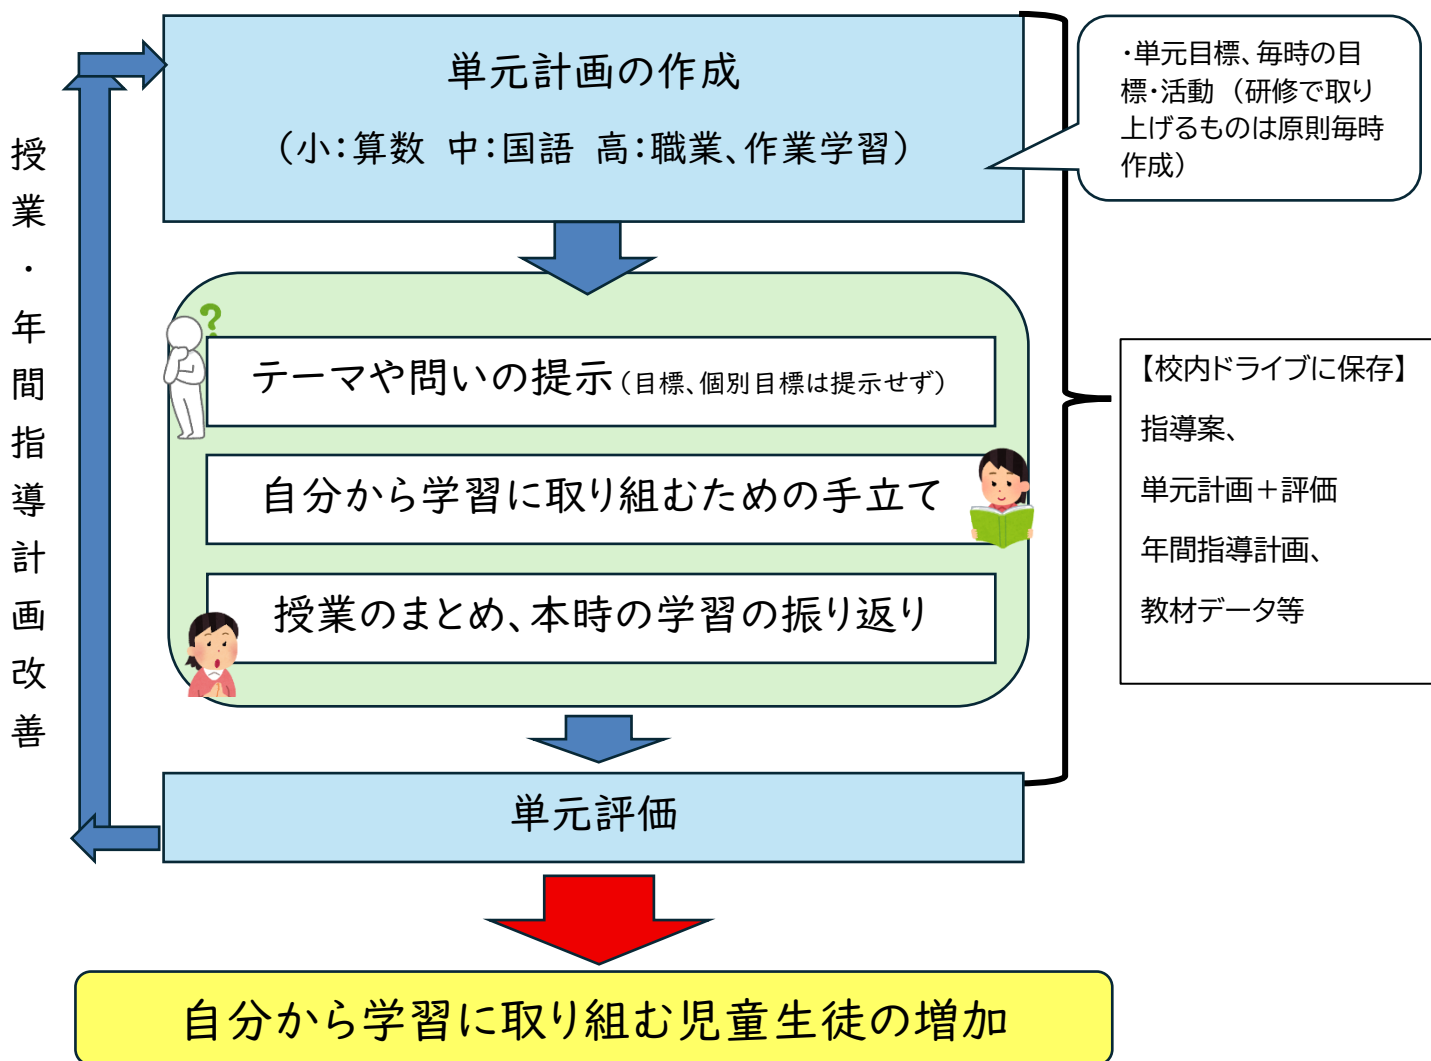 単元計画の作成
（小：算数 中：国語 高：職業、作業学習）
・単元目標、毎時の目
標・活動 （研修で取り
上げるものは原則毎時
作成）
授業・年間指導計画改善
?
テーマや問いの提示（目標、個別目標は提示せず）
自分から学習に取り組むための手立て
授業のまとめ、本時の学習の振り返り
【校内ドライブに保存】
指導案、
単元計画＋評価
年間指導計画、
教材データ等
単元評価
自分から学習に取り組む児童生徒の増加